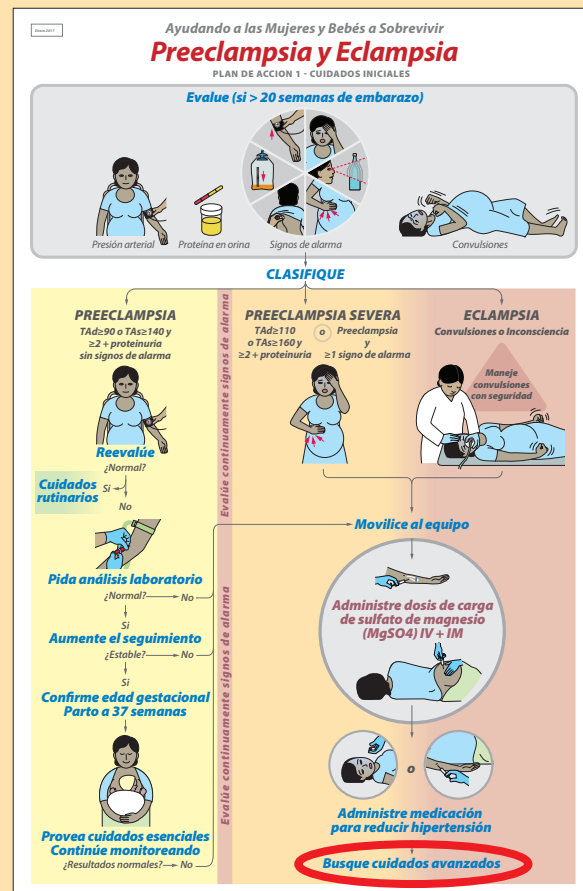 Enero 2017
Ayudando a las Mujeres y Bebés a Sobrevivir
Preeclampsia y Eclampsia
PLAN DE ACCION 1 - CUIDADOS INICIALES
Evalue (si > 20 semanas de embarazo)
Presión arterial
Proteína en orina
Signos de alarma
Convulsiones
CLASIFIQUE
PREECLAMPSIA
TAd≥90 o TAs≥140 y
≥2 + proteinuria
sin signos de alarma
Reevalúe
¿Normal?
Cuidados
rutinarios
Si
No
Pida análisis laboratorio
¿Normal?
No
Si
Aumente el seguimiento
¿Estable?
No
Si
Confirme edad gestacional
Parto a 37 semanas
Provea cuidados esenciales
Continúe monitoreando
¿Resultados normales?
No
Evalúe continuamente signos de alarma
Evalúe continuamente signos de alarma
PREECLAMPSIA SEVERA
TAd≥110
o TAs≥160 y
≥2 + proteinuria
o
Preeclampsia
y
≥1 signo de alarma
ECLAMPSIA
Convulsiones o Inconsciencia
Maneje
convulsiones
con seguridad
Movilice al equipo
Administre dosis de carga
de sulfato de magnesio
(MgSO4) IV + IM
o
Administre medicación
para reducir hipertensión
Busque cuidados avanzados